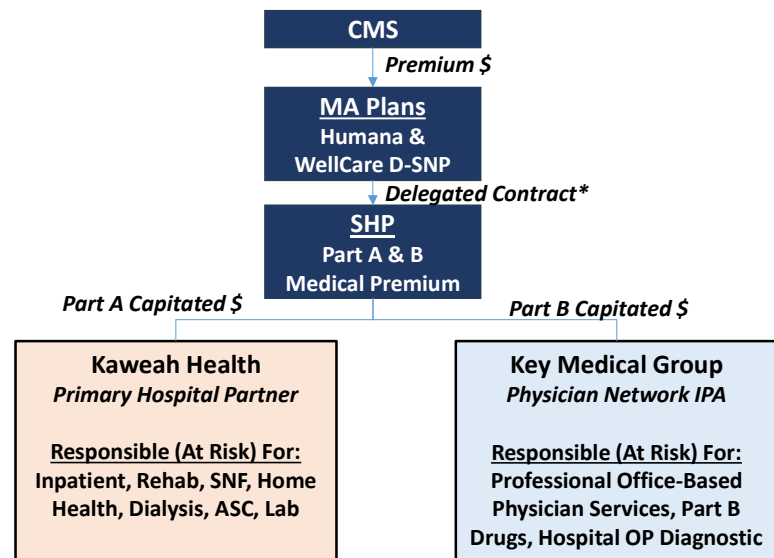 CMS
Premium $
MA Plans
Humana &
WellCare D-SNP
Delegated Contract*
SHP
Part A & B
Medical Premium
Part A Capitated $
Part B Capitated $
Kaweah Health
Primary Hospital Partner
Responsible (At Risk) For:
Inpatient, Rehab, SNF, Home
Health, Dialysis, ASC, Lab
Key Medical Group
Physician Network IPA
Responsible (At Risk) For:
Professional Office-Based
Physician Services, Part B
Drugs, Hospital OP Diagnostic